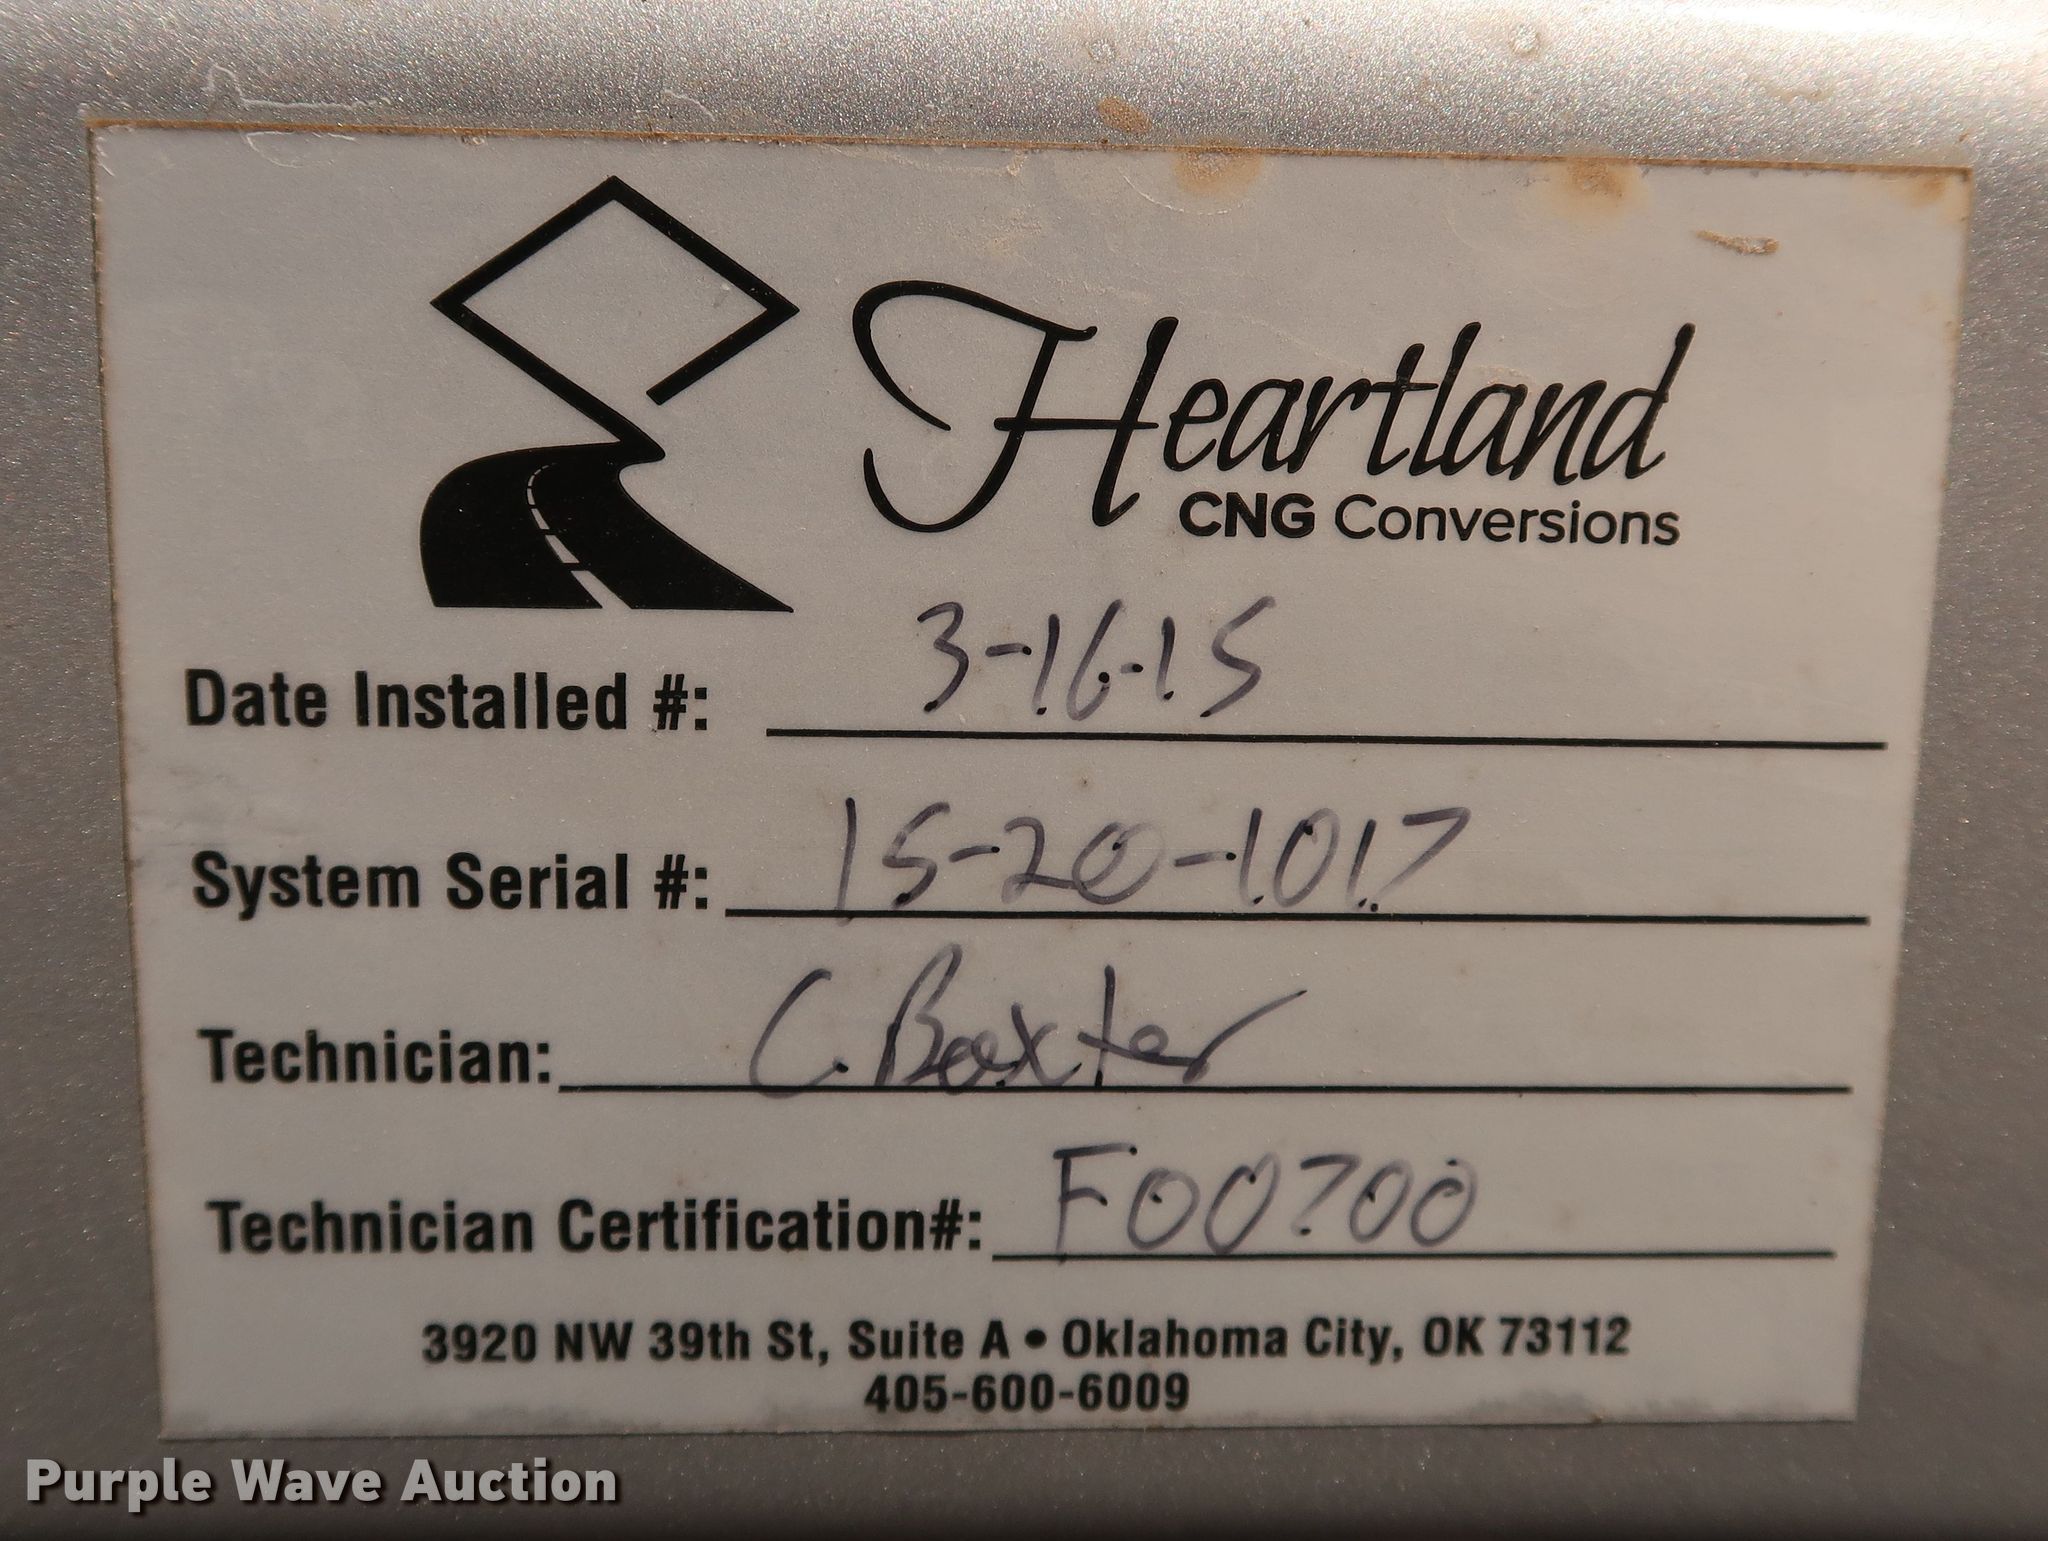 Heartland
CNG Conversions
Date Installed #: 3-16-15
System Serial #: 15-20-1017
Technician: C. Baxter
Technician Certification#: F00700
3920 NW 39th St, Suite A • Oklahoma City, OK 73112
405-600-6009
Purple Wave Auction